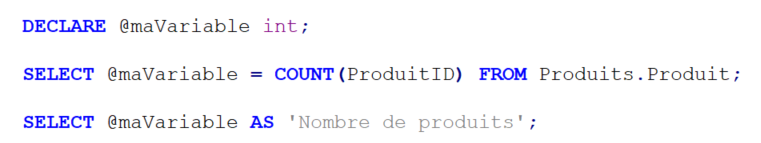 DECLARE @maVariable int;
SELECT @maVariable = COUNT(ProduitID) FROM Produits.Produit;
SELECT @maVariable AS 'Nombre de produits';